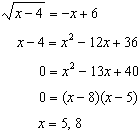 √(x−4) = −x + 6
x − 4 = x² − 12x + 36
0 = x² − 13x + 40
0 = (x − 8)(x − 5)
x = 5, 8